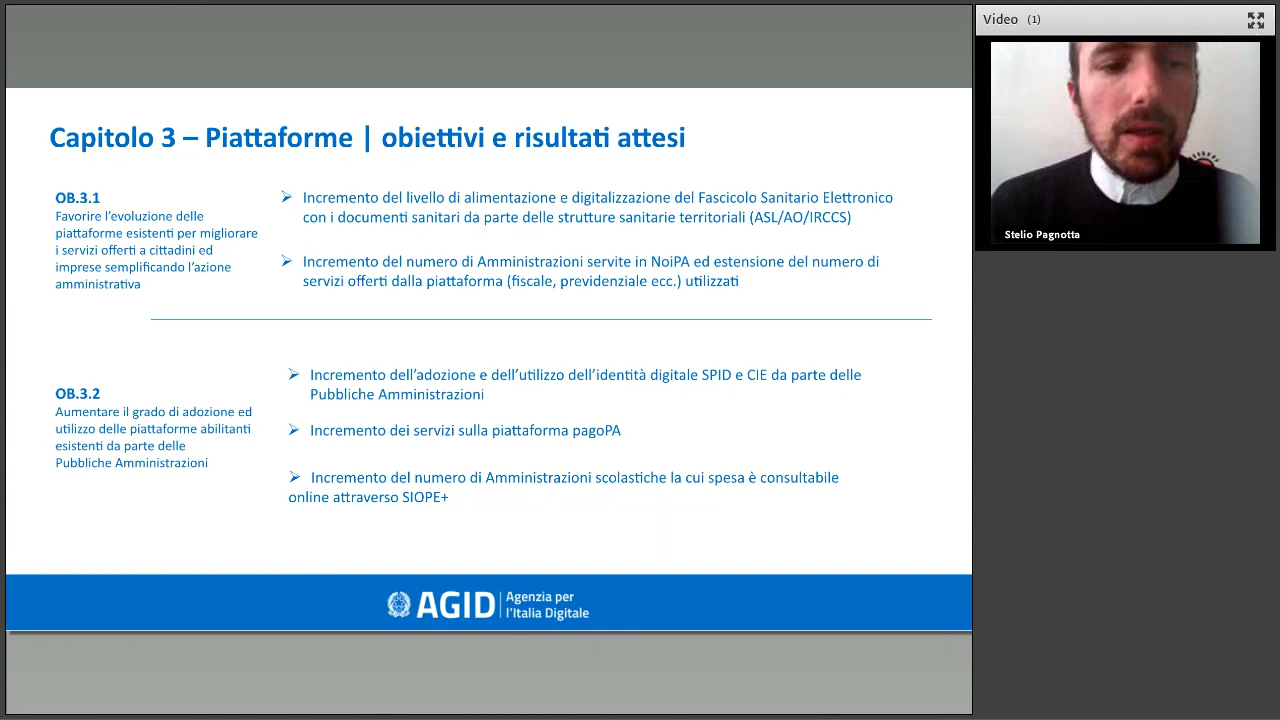 Capitolo 3 – Piattaforme | obiettivi e risultati attesi
OB.3.1
Favorire l’evoluzione delle
piattaforme esistenti per migliorare
i servizi offerti a cittadini ed
imprese semplificando l’azione
amministrativa
Incremento del livello di alimentazione e digitalizzazione del Fascicolo Sanitario Elettronico
con i documenti sanitari da parte delle strutture sanitarie territoriali (ASL/AO/IRCCS)
Incremento del numero di Amministrazioni servite in NoiPA ed estensione del numero di
servizi offerti dalla piattaforma (fiscale, previdenziale ecc.) utilizzati
OB.3.2
Aumentare il grado di adozione ed
utilizzo delle piattaforme abilitanti
esistenti da parte delle
Pubbliche Amministrazioni
Incremento dell’adozione e dell’utilizzo dell’identità digitale SPID e CIE da parte delle
Pubbliche Amministrazioni
Incremento dei servizi sulla piattaforma pagoPA
Incremento del numero di Amministrazioni scolastiche la cui spesa è consultabile
online attraverso SIOPE+
AGID
Agenzia per
l’Italia Digitale
Video (1)
Stelio Pagnotta